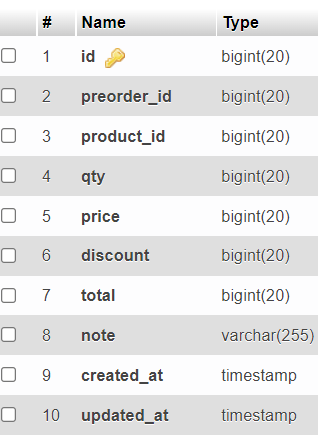 # Name Type
1 id bigint(20)
2 preorder_id bigint(20)
3 product_id bigint(20)
4 qty bigint(20)
5 price bigint(20)
6 discount bigint(20)
7 total bigint(20)
8 note varchar(255)
9 created_at timestamp
10 updated_at timestamp